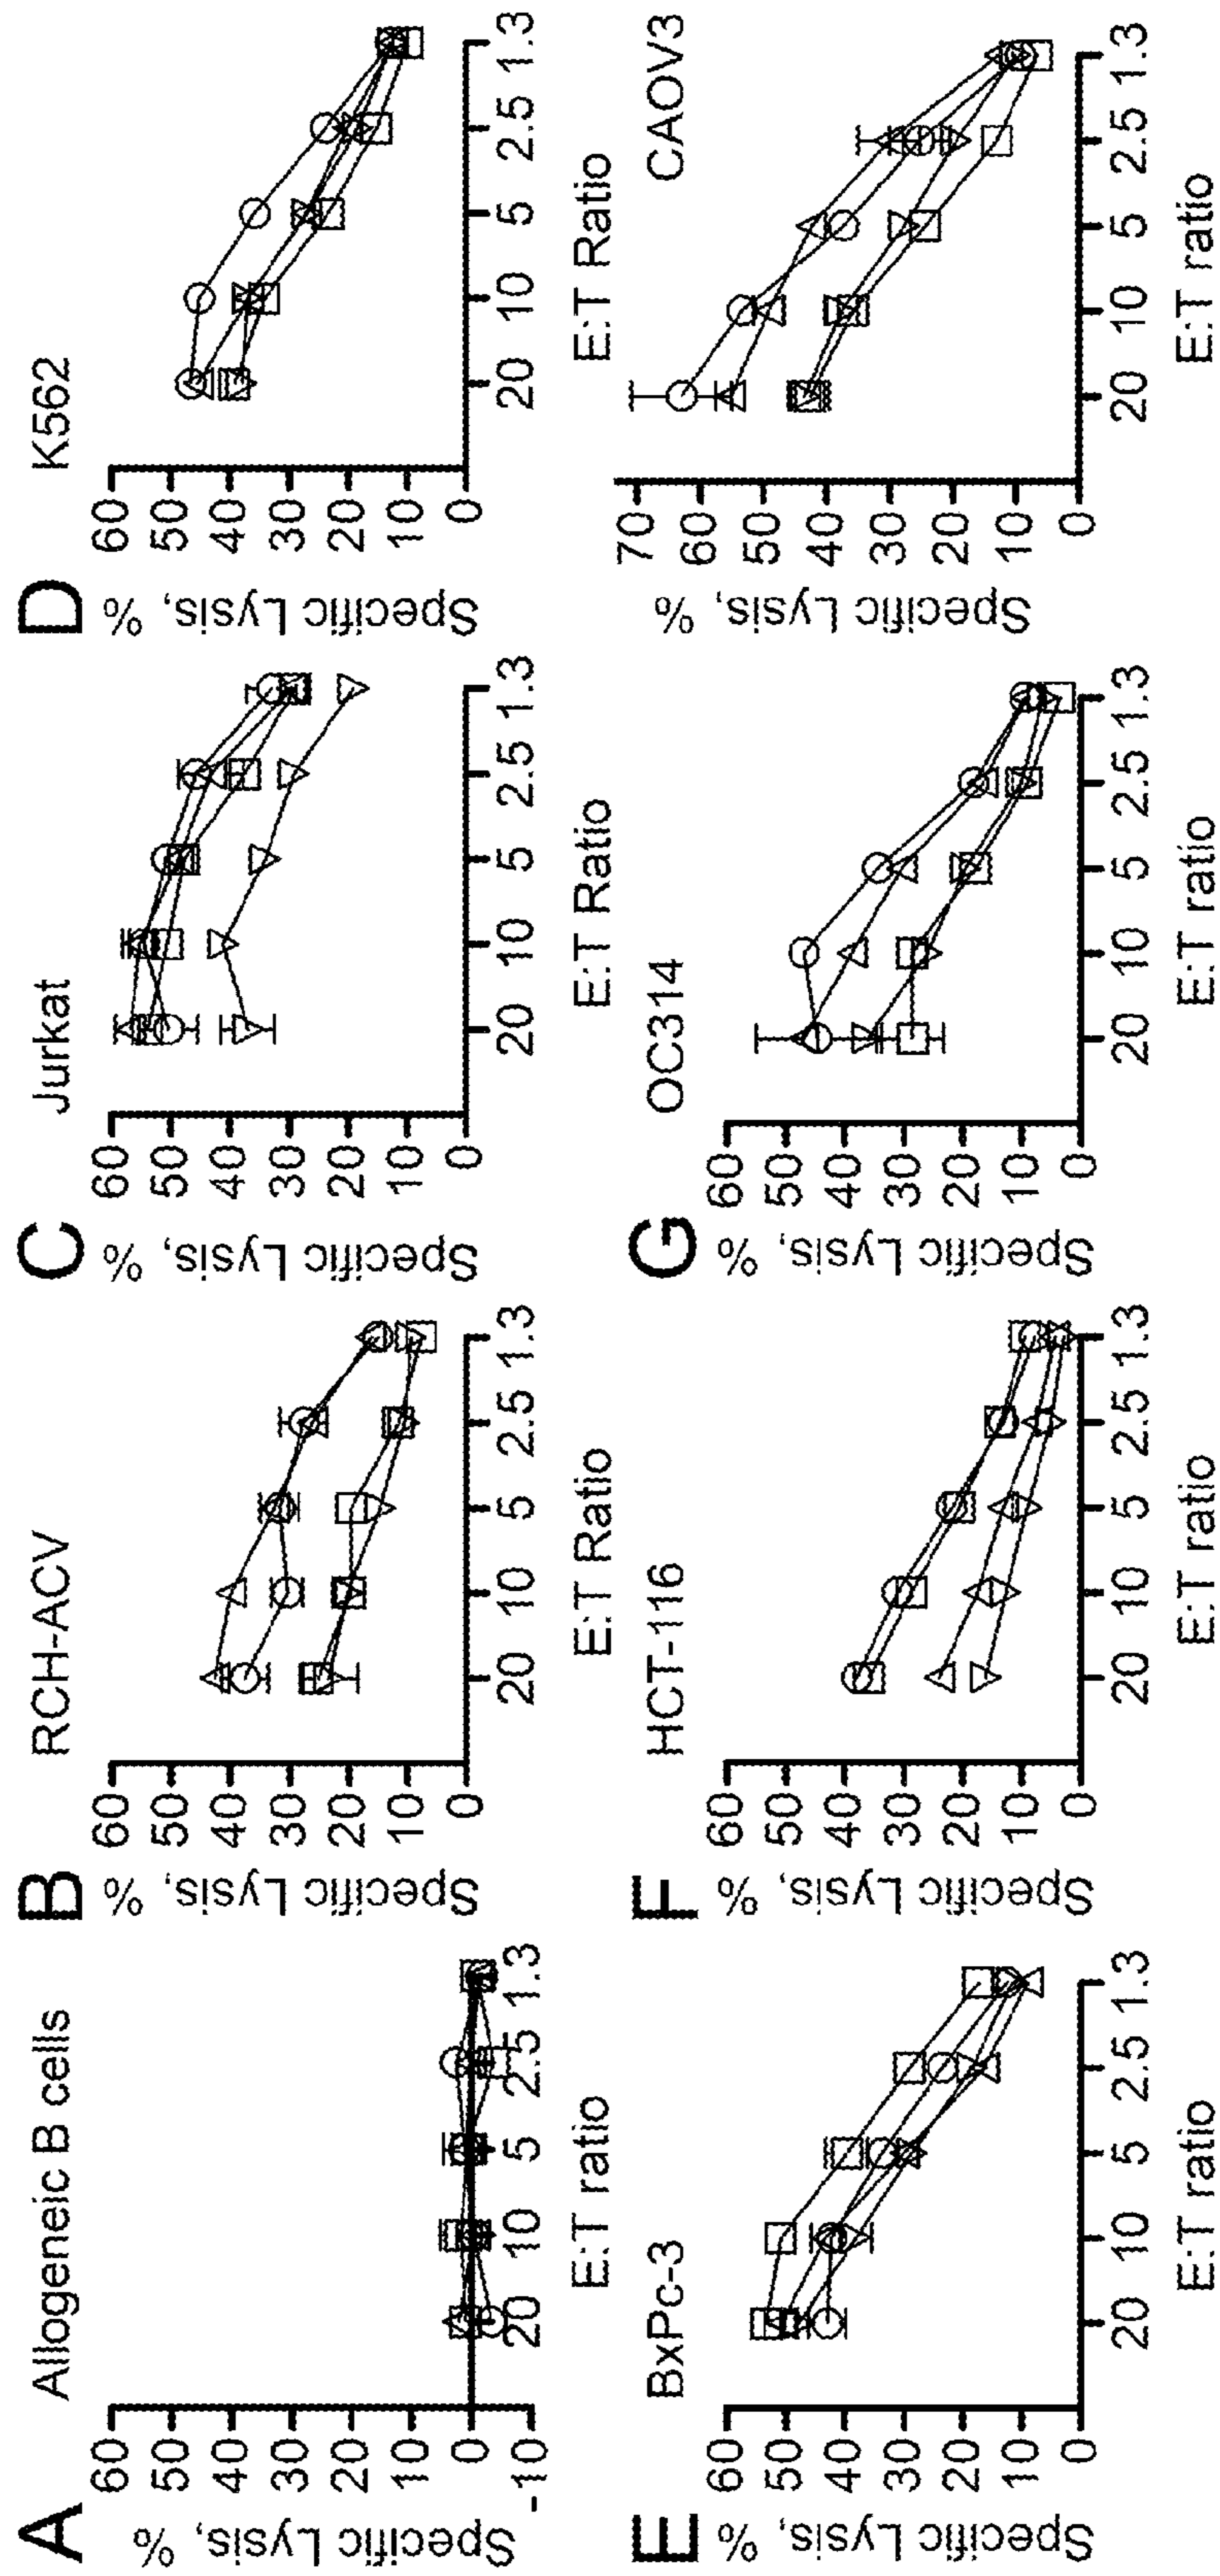 A
Allogeneic B cells
Specific Lysis, %
60
50
40
30
20
10
0
-10
20 10 5 2.5 1.3
E:T ratio
B
RCH-ACV
Specific Lysis, %
60
50
40
30
20
10
0
20 10 5 2.5 1.3
E:T Ratio
C
Jurkat
Specific Lysis, %
60
50
40
30
20
10
0
20 10 5 2.5 1.3
E:T Ratio
D
K562
Specific Lysis, %
60
50
40
30
20
10
0
20 10 5 2.5 1.3
E:T Ratio
E
BxPc-3
Specific Lysis, %
60
50
40
30
20
10
0
20 10 5 2.5 1.3
E:T ratio
F
HCT-116
Specific Lysis, %
60
50
40
30
20
10
0
20 10 5 2.5 1.3
E:T ratio
G
OC314
Specific Lysis, %
60
50
40
30
20
10
0
20 10 5 2.5 1.3
E:T ratio
CAOV3
Specific Lysis, %
70
60
50
40
30
20
10
0
20 10 5 2.5 1.3
E:T ratio